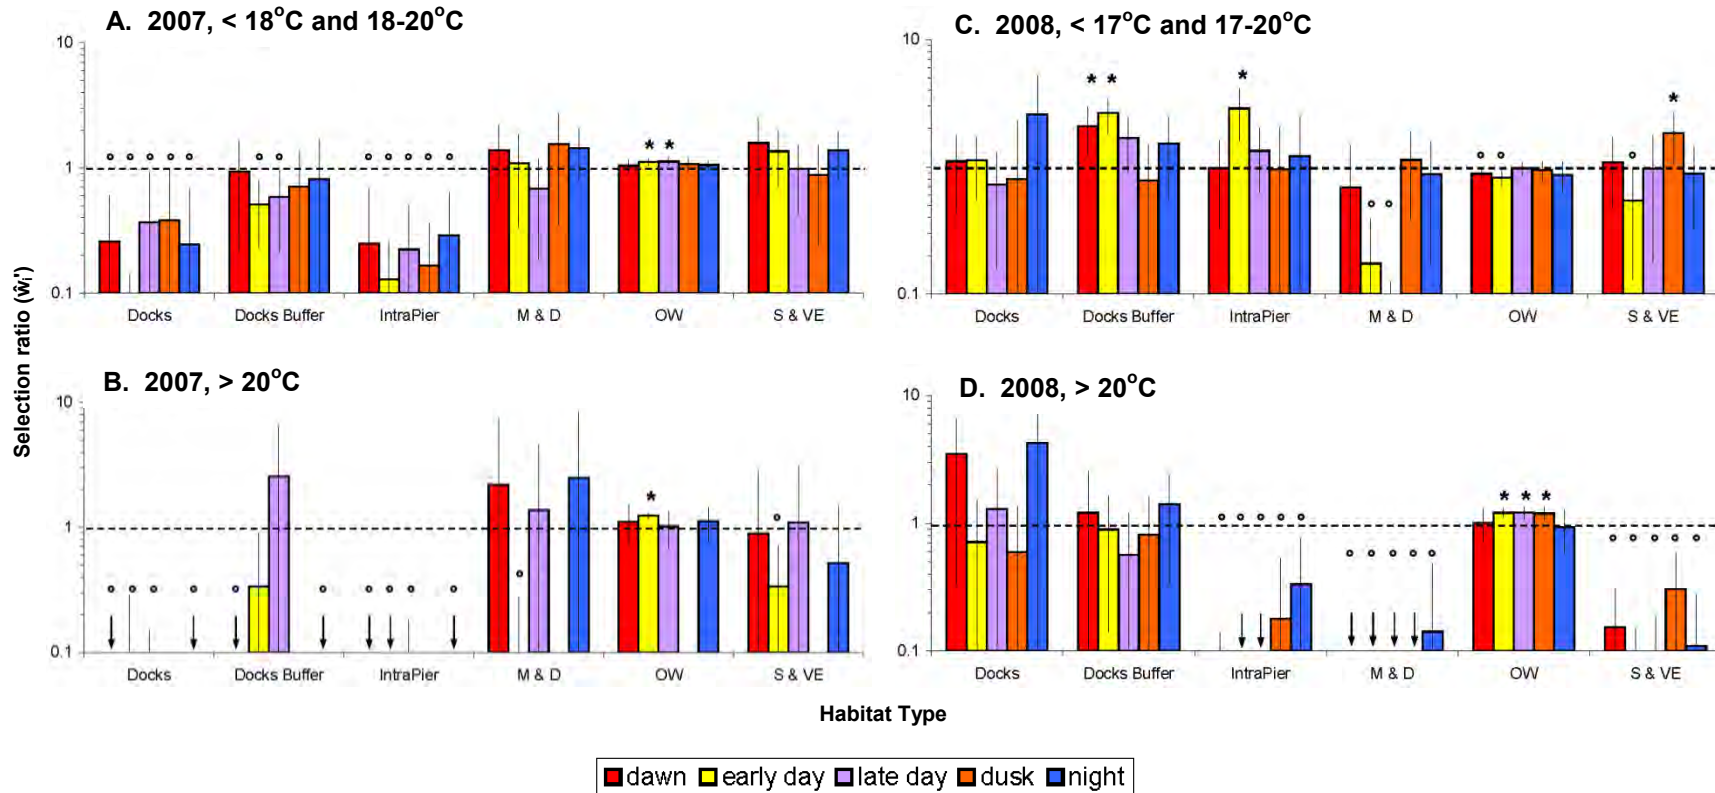 A. 2007, < 18°C and 18-20°C
10
1
0.1
Docks
Docks Buffer
IntraPier
M & D
OW
S & VE
B. 2007, > 20°C
10
1
0.1
Docks
Docks Buffer
IntraPier
M & D
OW
S & VE
C. 2008, < 17°C and 17-20°C
10
1
0.1
Docks
Docks Buffer
IntraPier
M & D
OW
S & VE
D. 2008, > 20°C
10
1
0.1
Docks
Docks Buffer
IntraPier
M & D
OW
S & VE
Selection ratio (ŵi')
Habitat Type
dawn early day late day dusk night